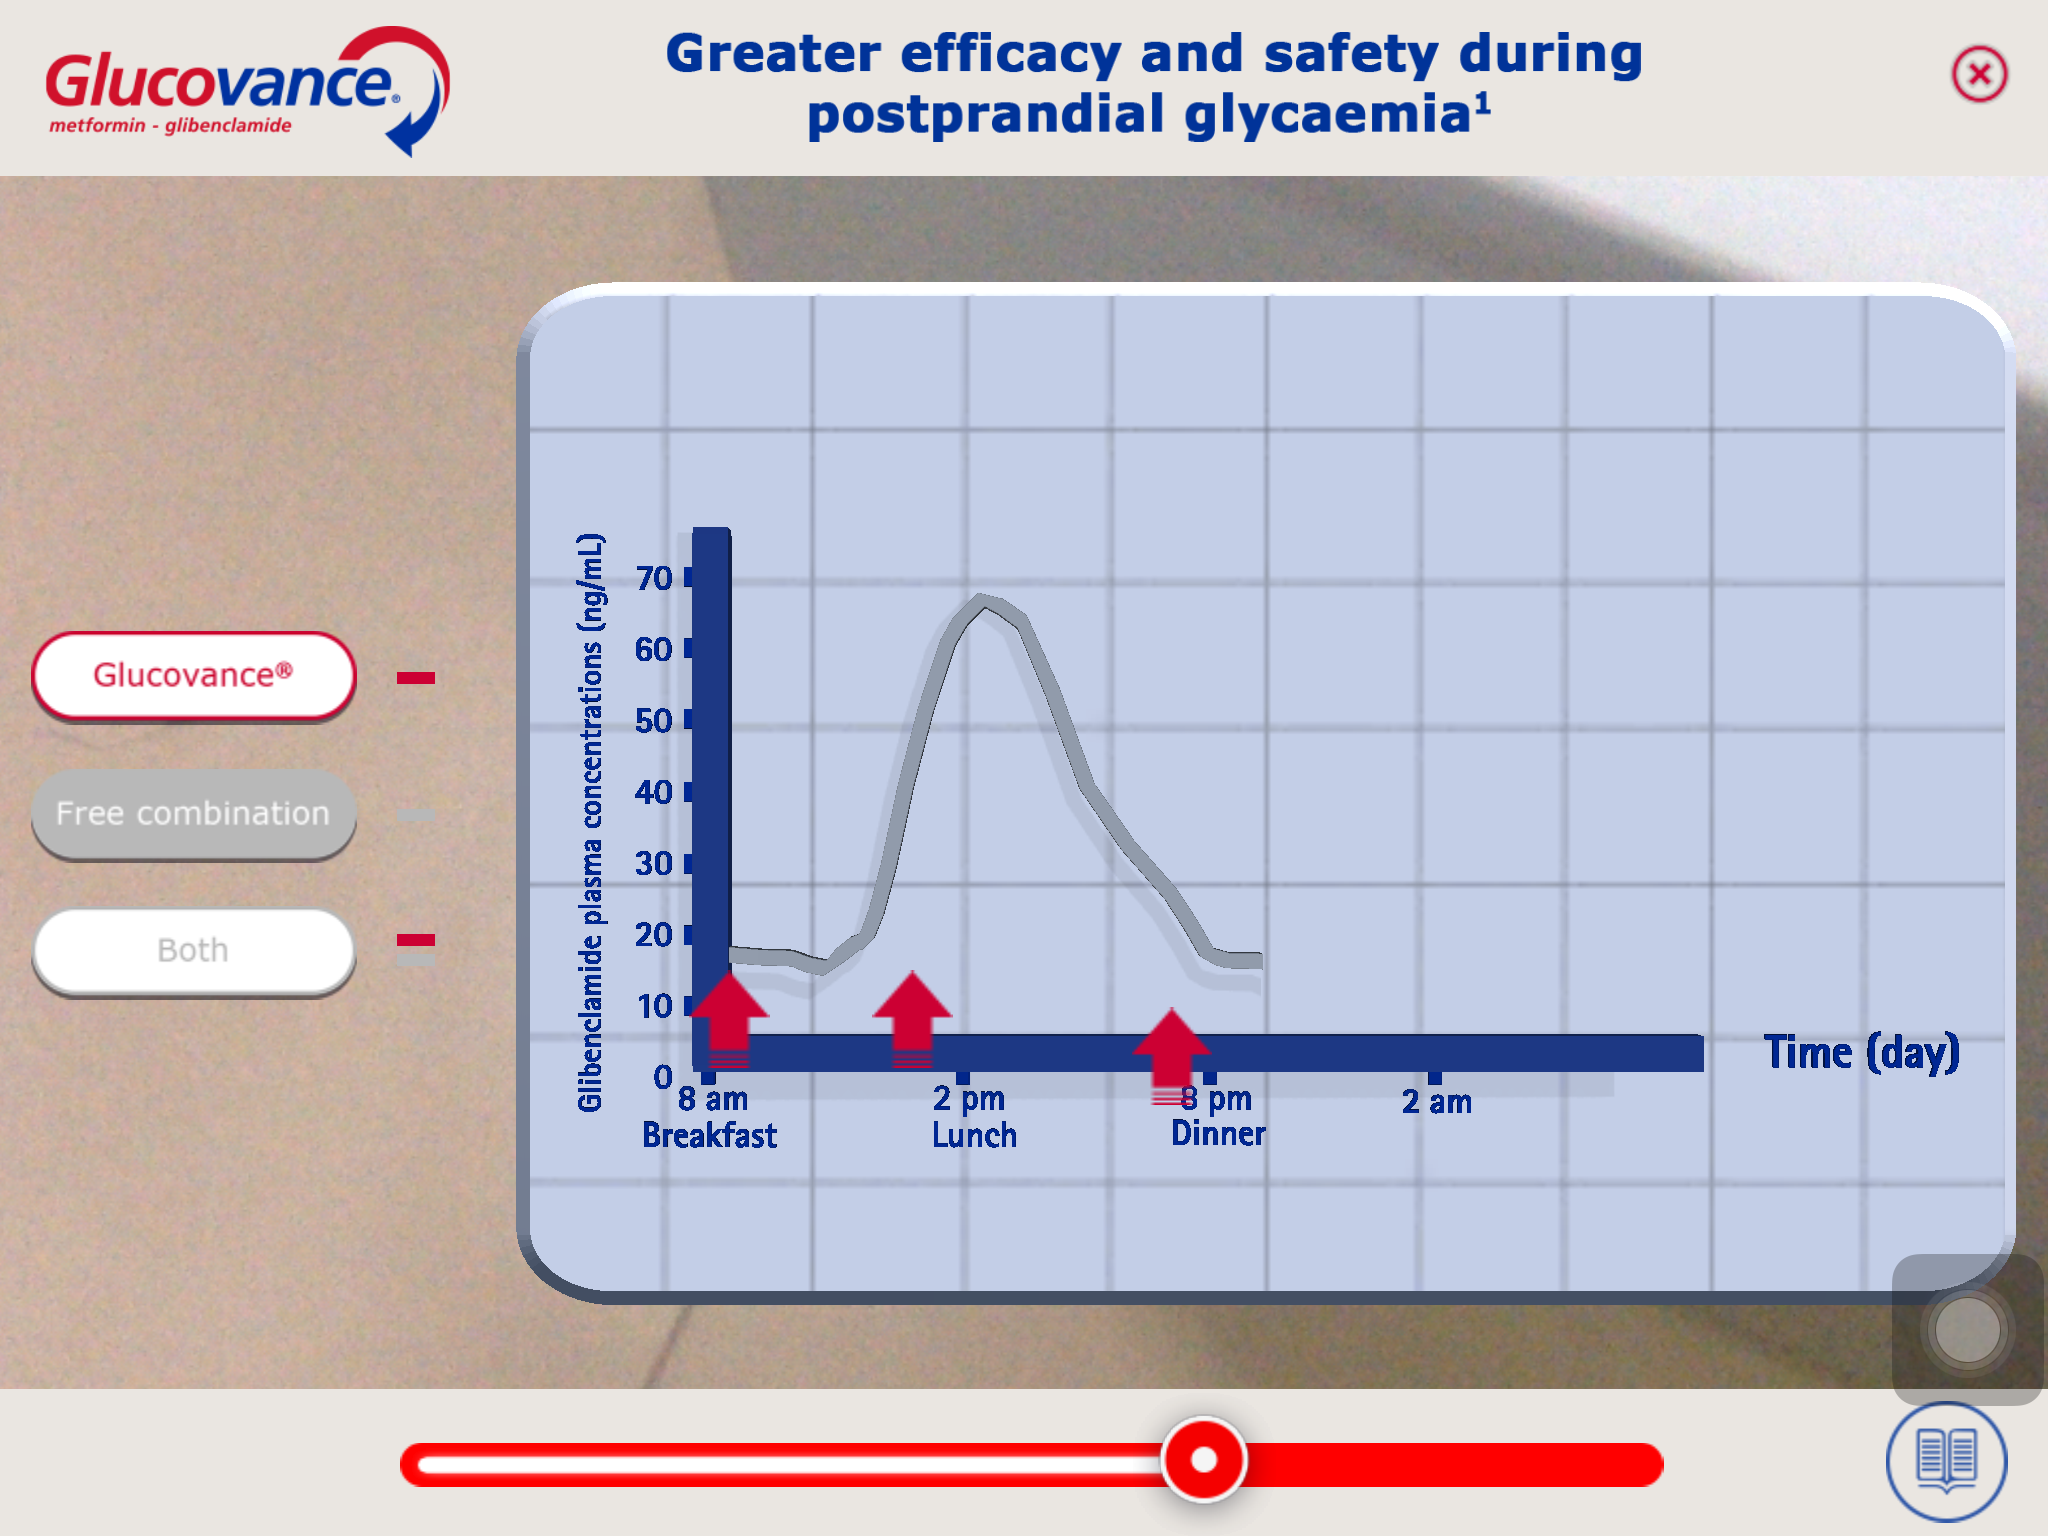 Glucovance®
metformin - glibenclamide
Greater efficacy and safety during
postprandial glycaemia¹
Glucovance®
Free combination
Both
Glibenclamide plasma concentrations (ng/mL)
70
60
50
40
30
20
10
0
8 am
2 pm
8 pm
2 am
Breakfast
Lunch
Dinner
Time (day)